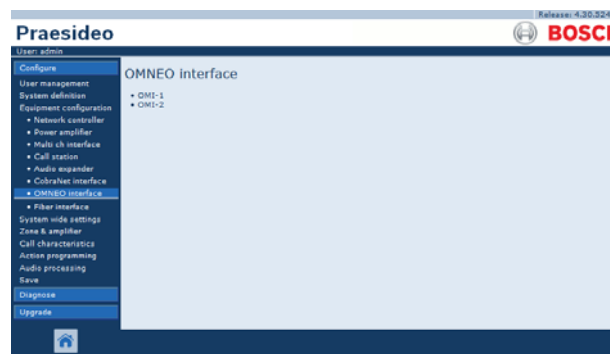 Release: 4.30.524
Praesideo
BOSCH
User: admin
Configure
User management
System definition
Equipment configuration
• Network controller
• Power amplifier
• Multi ch interface
• Call station
• Audio expander
• CobraNet interface
• OMNEO interface
• Fiber interface
System wide settings
Zone & amplifier
Call characteristics
Action programming
Audio processing
Save
Diagnose
Upgrade
OMNEO interface
• OMI-1
• OMI-2